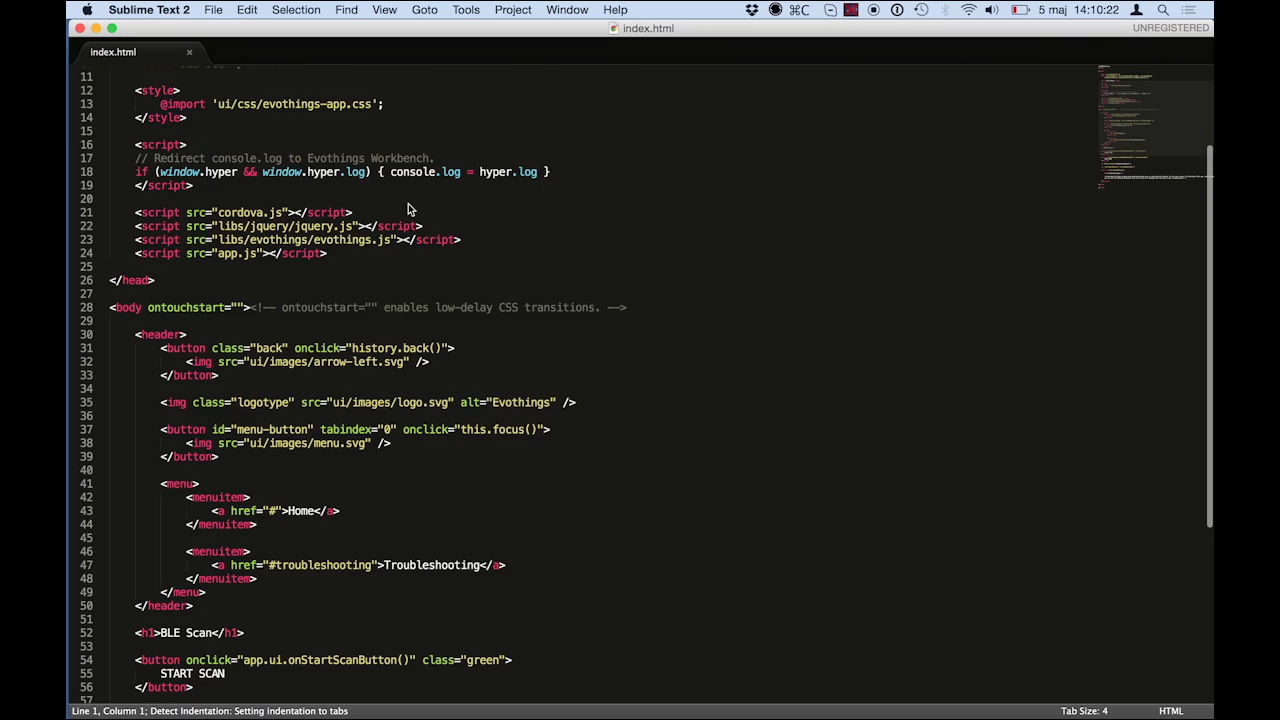 Sublime Text 2 File Edit Selection Find View Goto Tools Project Window Help ⌘C 5 maj 14:10:22
index.html UNREGISTERED
index.html ×
11
12 <style>
13 @import 'ui/css/evothings-app.css';
14 </style>
15
16 <script>
17 // Redirect console.log to Evothings Workbench.
18 if (window.hyper && window.hyper.log) { console.log = hyper.log }
19 </script>
20
21 <script src="cordova.js"></script>
22 <script src="libs/jquery/jquery.js"></script>
23 <script src="libs/evothings/evothings.js"></script>
24 <script src="app.js"></script>
25
26 </head>
27
28 <body ontouchstart=""><!-- ontouchstart="" enables low-delay CSS transitions. -->
29
30 <header>
31 <button class="back" onclick="history.back()">
32 <img src="ui/images/arrow-left.svg" />
33 </button>
34
35 <img class="logotype" src="ui/images/logo.svg" alt="Evothings" />
36
37 <button id="menu-button" tabindex="0" onclick="this.focus()">
38 <img src="ui/images/menu.svg" />
39 </button>
40
41 <menu>
42 <menuitem>
43 <a href="#">Home</a>
44 </menuitem>
45
46 <menuitem>
47 <a href="#troubleshooting">Troubleshooting</a>
48 </menuitem>
49 </menu>
50 </header>
51
52 <h1>BLE Scan</h1>
53
54 <button onclick="app.ui.onStartScanButton()" class="green">
55 START SCAN
56 </button>
57
Line 1, Column 1; Detect Indentation: Setting indentation to tabs Tab Size: 4 HTML